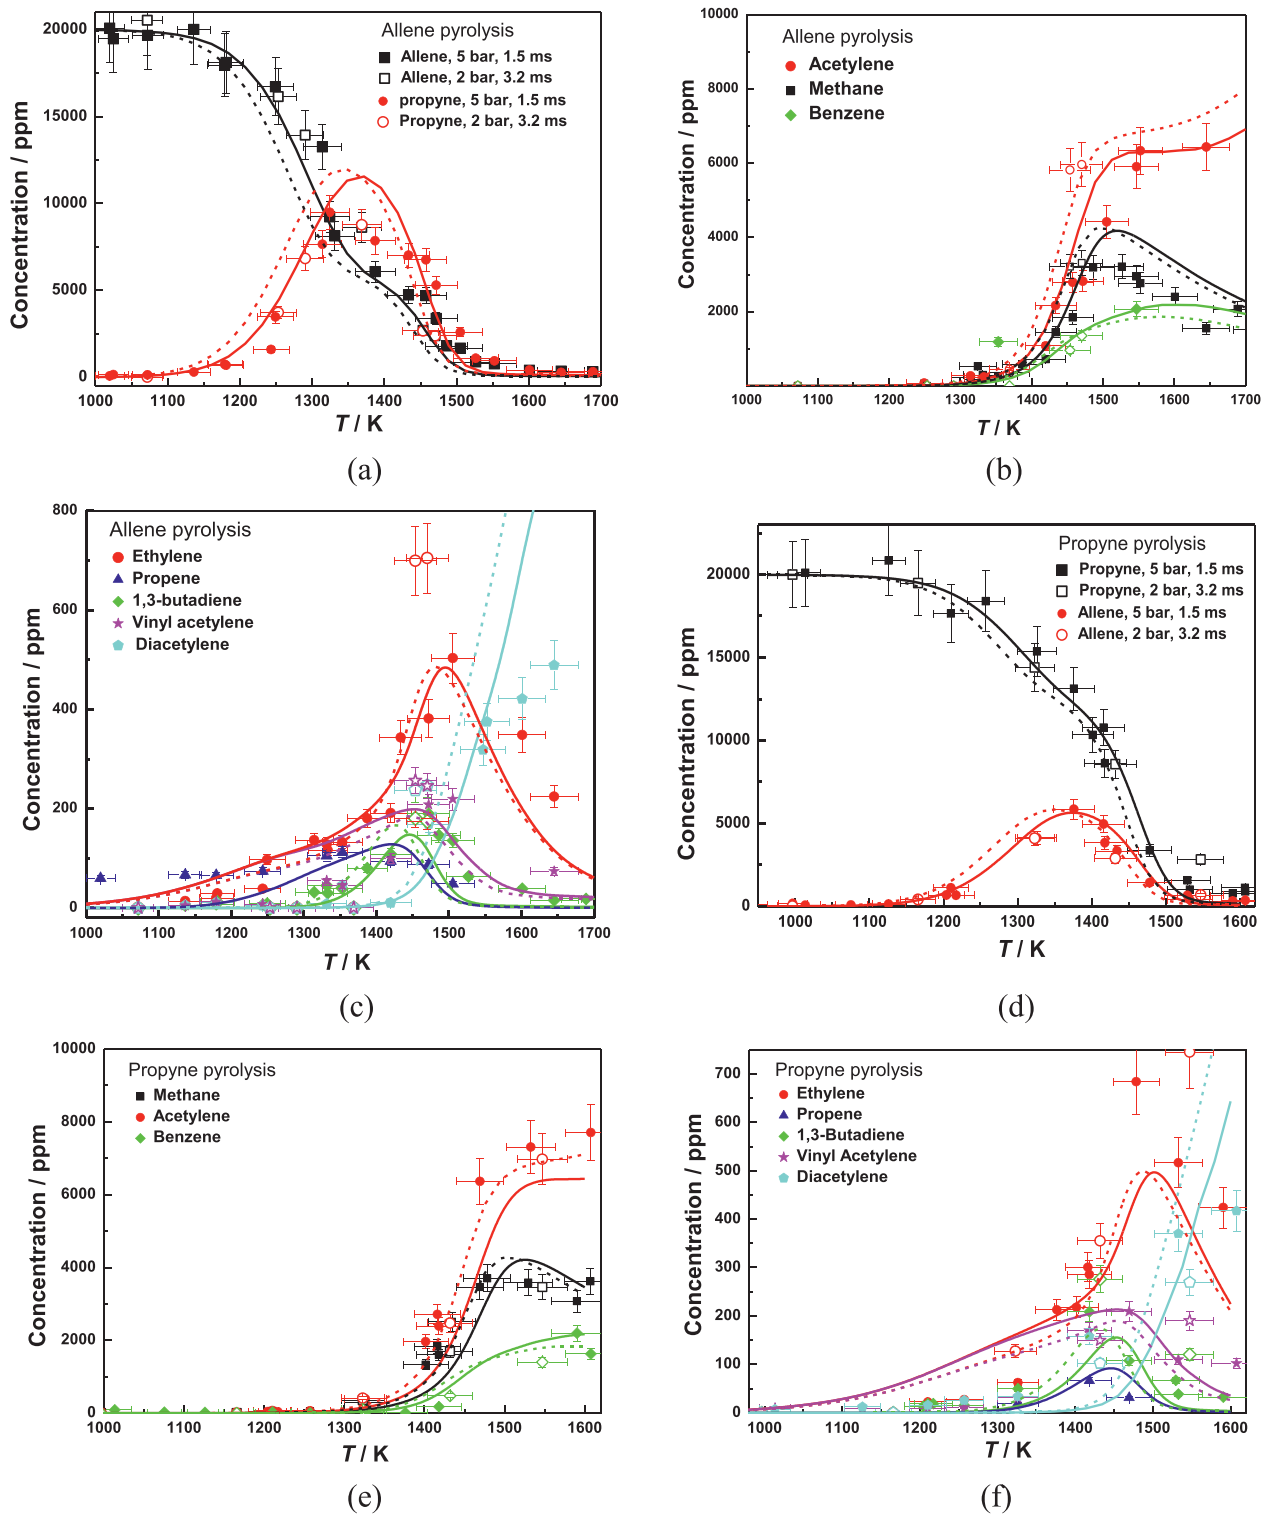 Allene pyrolysis
Allene, 5 bar, 1.5 ms
Allene, 2 bar, 3.2 ms
propyne, 5 bar, 1.5 ms
Propyne, 2 bar, 3.2 ms
Concentration / ppm
20000
15000
10000
5000
0
1000 1100 1200 1300 1400 1500 1600 1700
T / K
(a)
Allene pyrolysis
Acetylene
Methane
Benzene
Concentration / ppm
10000
8000
6000
4000
2000
1000 1100 1200 1300 1400 1500 1600 1700
T / K
(b)
Allene pyrolysis
Ethylene
Propene
1,3-butadiene
Vinyl acetylene
Diacetylene
Concentration / ppm
800
600
400
200
0
1000 1100 1200 1300 1400 1500 1600 1700
T / K
(c)
Propyne pyrolysis
Propyne, 5 bar, 1.5 ms
Propyne, 2 bar, 3.2 ms
Allene, 5 bar, 1.5 ms
Allene, 2 bar, 3.2 ms
Concentration / ppm
20000
15000
10000
5000
0
1000 1100 1200 1300 1400 1500 1600
T / K
(d)
Propyne pyrolysis
Methane
Acetylene
Benzene
Concentration / ppm
10000
8000
6000
4000
2000
0
1000 1100 1200 1300 1400 1500 1600
T / K
(e)
Propyne pyrolysis
Ethylene
Propene
1,3-Butadiene
Vinyl Acetylene
Diacetylene
Concentration / ppm
700
600
500
400
300
200
100
0
1000 1100 1200 1300 1400 1500 1600
T / K
(f)